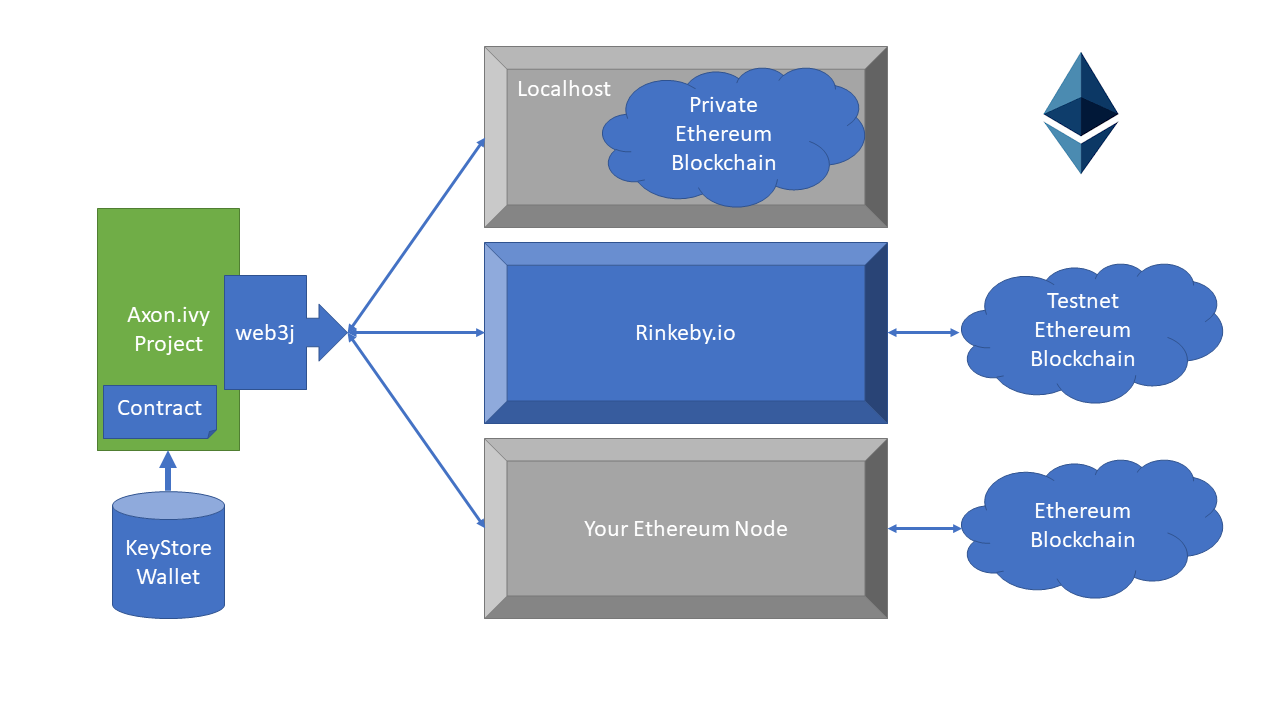 Localhost
Private
Ethereum
Blockchain
Axon.ivy
Project
web3j
Contract
KeyStore
Wallet
Rinkeby.io
Testnet
Ethereum
Blockchain
Your Ethereum Node
Ethereum
Blockchain